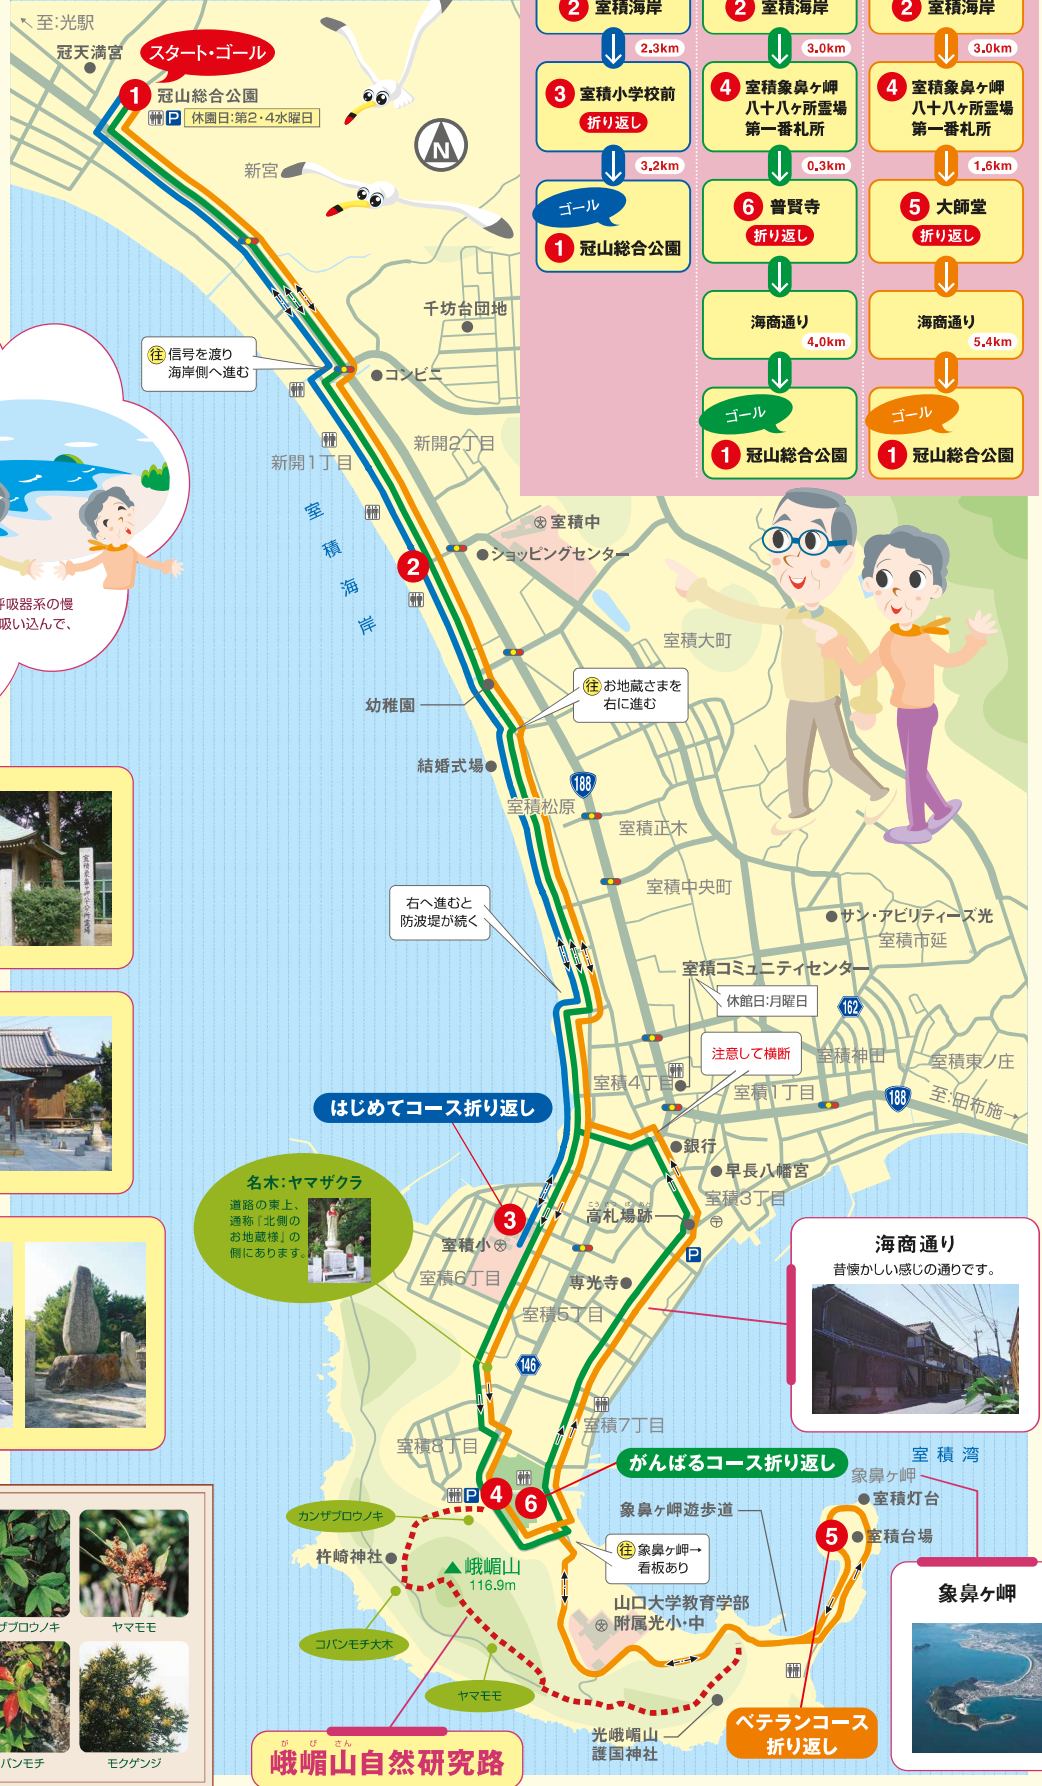 至:光駅
冠天満宮
スタート・ゴール
1 冠山総合公園
P 休園日:第2・4水曜日
新宮
N
2 室積海岸
2.3km
3 室積小学校前
折り返し
3.2km
ゴール
1 冠山総合公園
2 室積海岸
3.0km
4 室積象鼻ヶ岬
八十八ヶ所霊場
第一番札所
0.3km
6 普賢寺
折り返し
海商通り
4.0km
ゴール
1 冠山総合公園
2 室積海岸
3.0km
4 室積象鼻ヶ岬
八十八ヶ所霊場
第一番札所
1.6km
5 大師堂
折り返し
海商通り
5.4km
ゴール
1 冠山総合公園
千坊台団地
往 信号を渡り
海岸側へ進む
コンビニ
新開2丁目
新開1丁目
室積海岸
2
室積中
ショッピングセンター
呼吸器系の慢
吸い込んで、
室積大町
往 お地蔵さまを
右に進む
幼稚園
結婚式場
188
室積松原
室積正木
室積中央町
右へ進むと
防波堤が続く
サン・アビリティーズ光
室積市延
室積コミュニティセンター
休館日:月曜日
162
注意して横断
室積神田
室積東ノ庄
室積4丁目
室積1丁目
188
至:田布施
はじめてコース折り返し
銀行
早長八幡宮
名木:ヤマザクラ
道路の東上、
通称「北側の
お地蔵様」の
側にあります。
室積3丁目
3
高札場跡
室積小
P
海商通り
昔懐かしい感じの通りです。
室積6丁目
専光寺
室積5丁目
146
室積7丁目
室積8丁目
がんばるコース折り返し
室積湾
象鼻ヶ岬
P
4
6
室積灯台
カンザブロウノキ
象鼻ヶ岬遊歩道
5
室積台場
杵崎神社
峨嵋山
116.9m
往 象鼻ヶ岬→
看板あり
象鼻ヶ岬
山口大学教育学部
附属光小・中
コバンモチ大木
ヤマモモ
ザブロウノキ
ヤマモモ
バンモチ
モクゲンジ
ベテランコース
折り返し
光峨嵋山
護国神社
がびさん
峨嵋山自然研究路